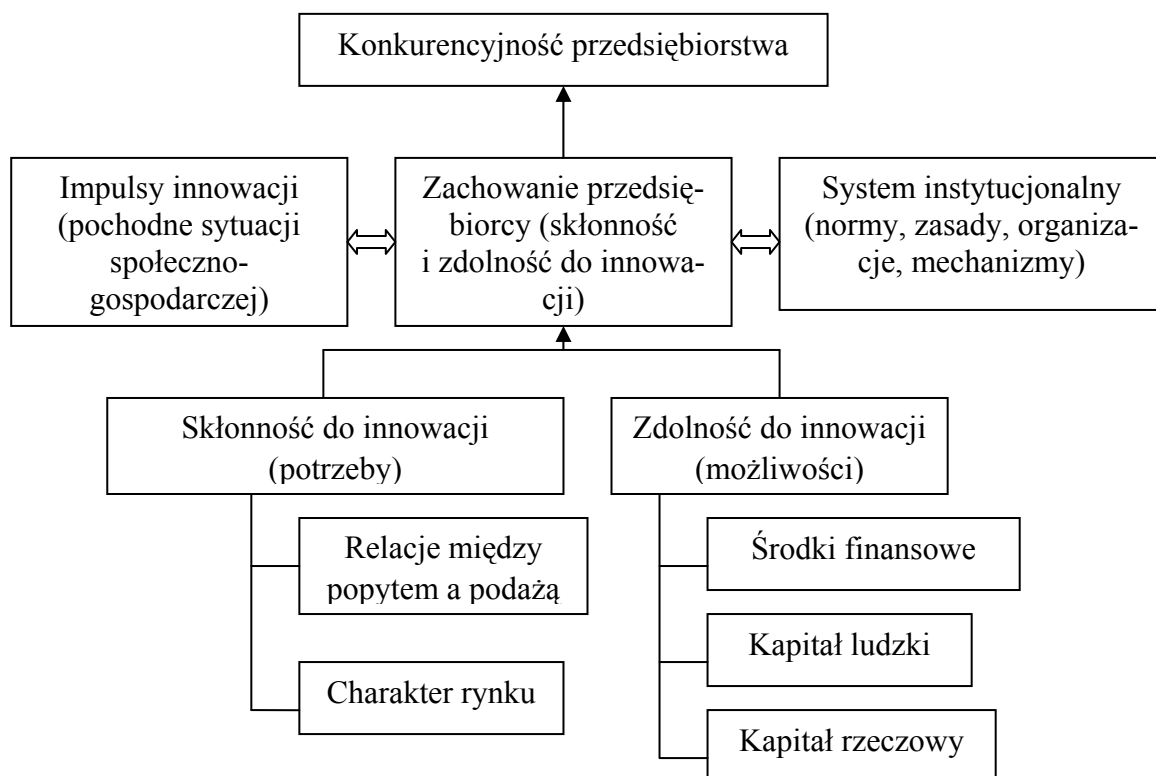 Konkurencyjność przedsiębiorstwa
Impulsy innowacji
(pochodne sytuacji
społeczno-
gospodarczej)
Zachowanie przedsię-
biorcy (skłonność
i zdolność do innowa-
cji)
System instytucjonalny
(normy, zasady, organiza-
cje, mechanizmy)
Skłonność do innowacji
(potrzeby)
Zdolność do innowacji
(możliwości)
Relacje między
popytem a podażą
Charakter rynku
Środki finansowe
Kapitał ludzki
Kapitał rzeczowy